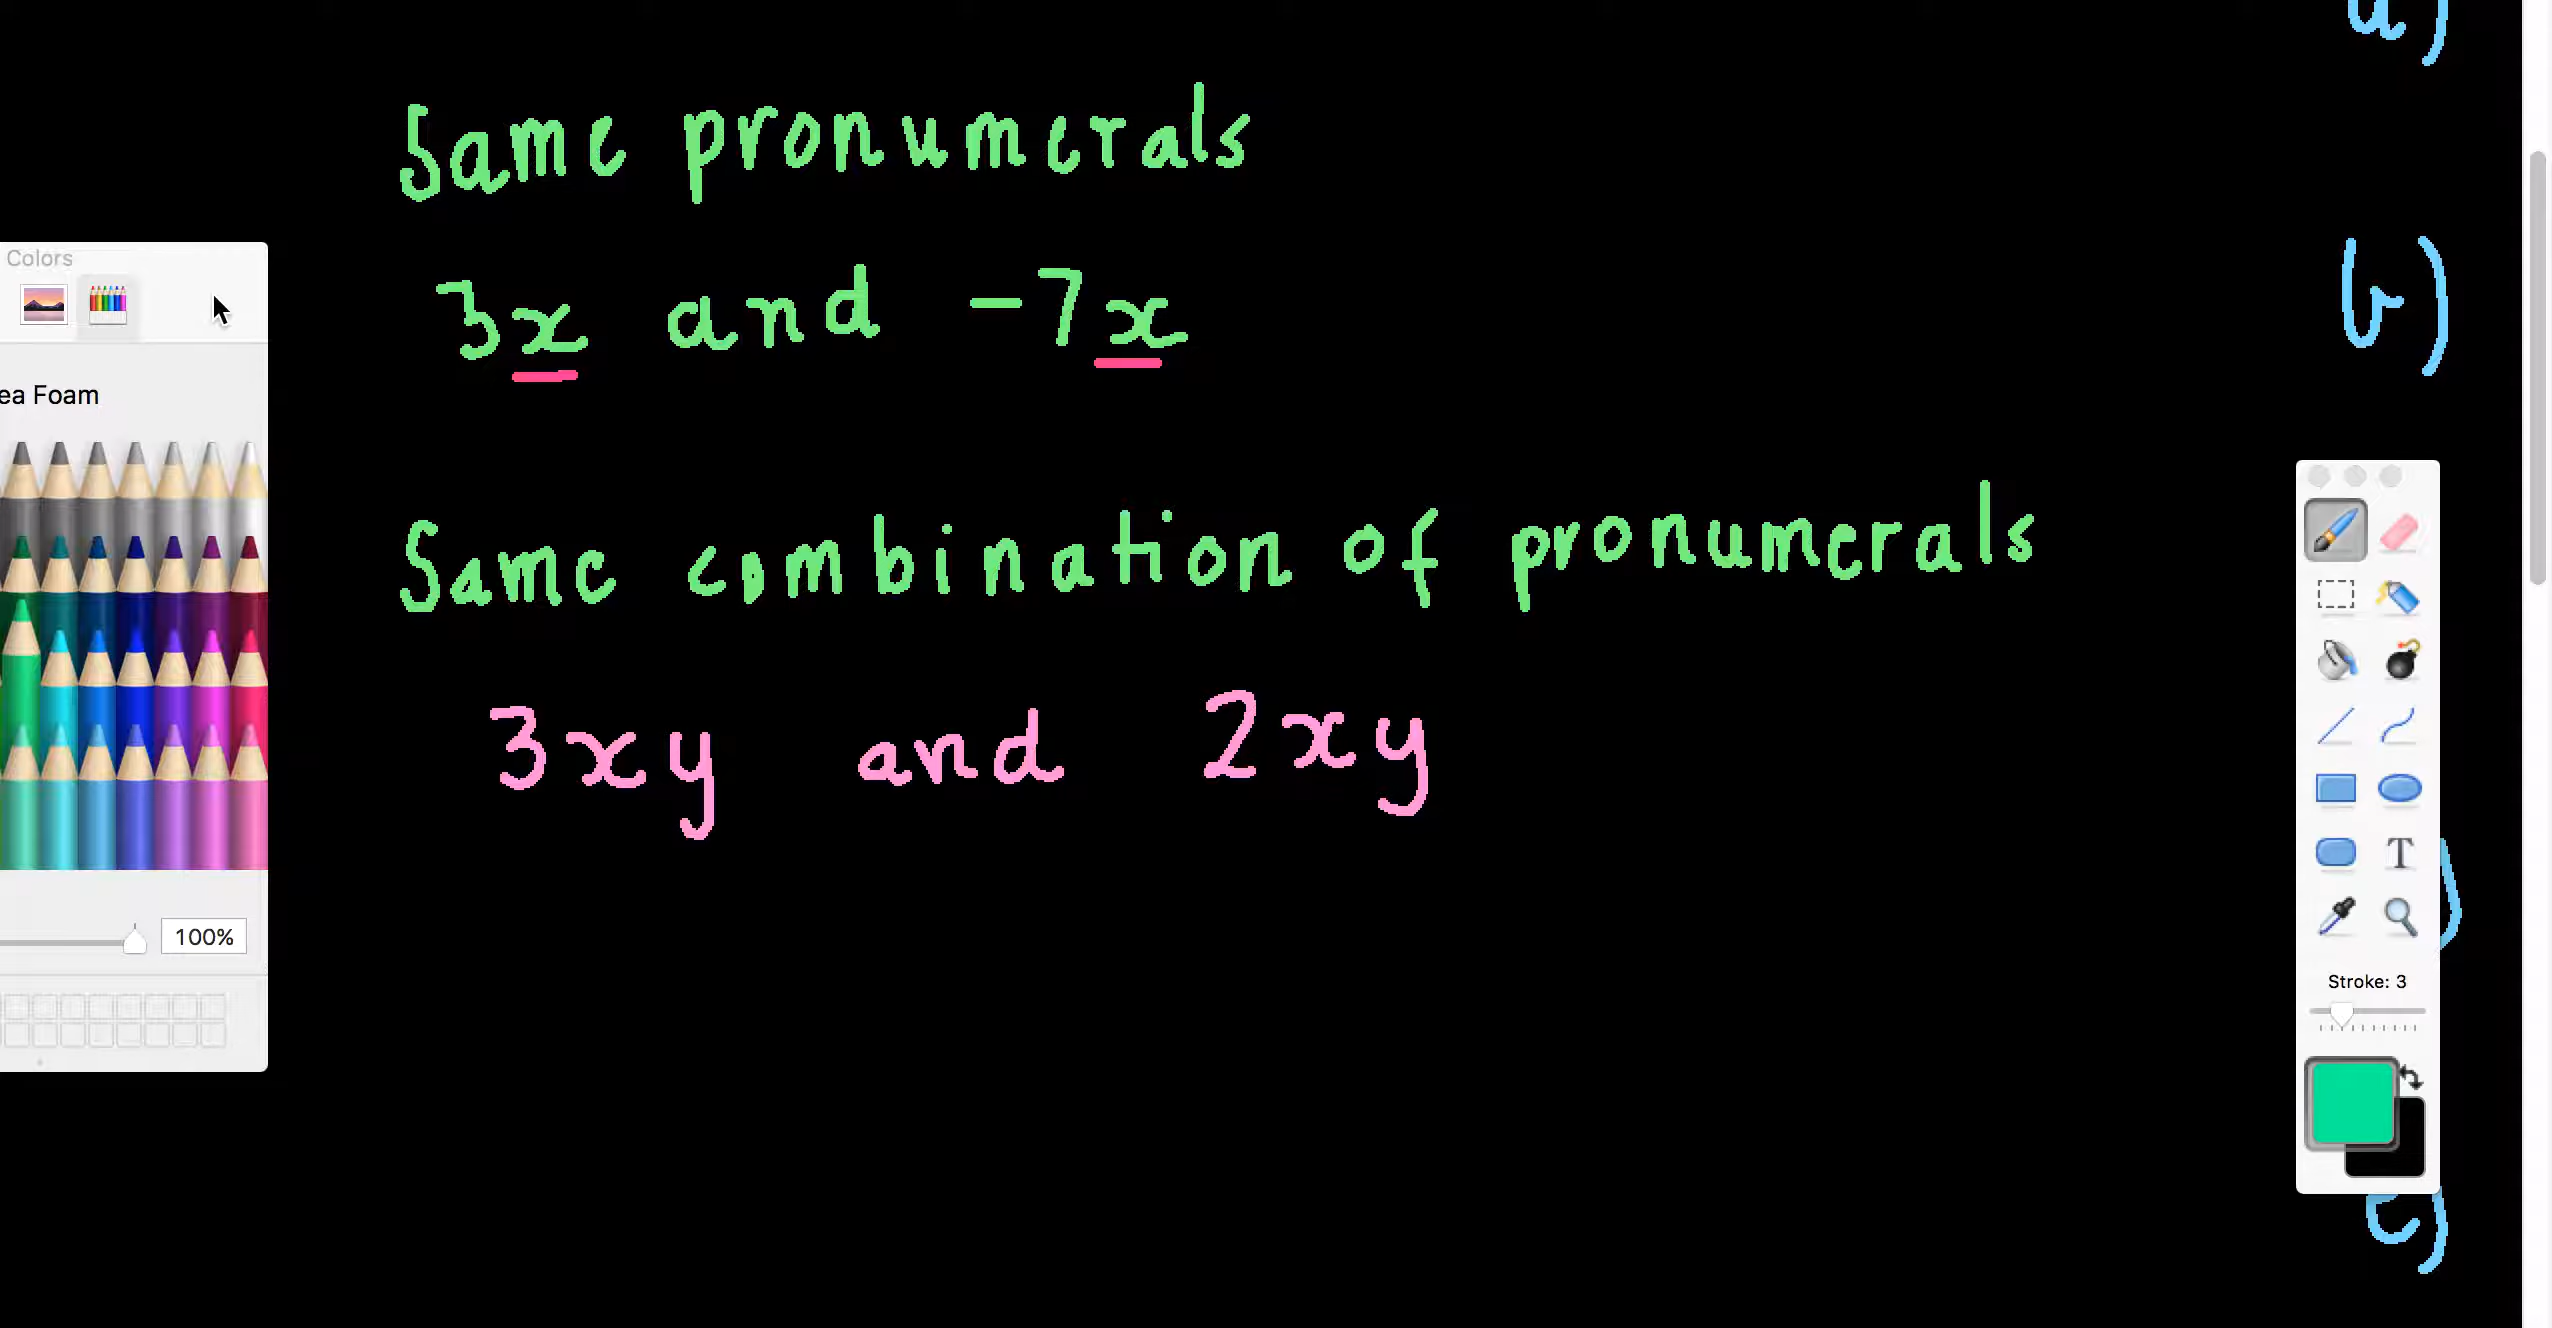 a)
Same pronumerals
Colors
3x and -7x
b)
ea Foam
Same combination of pronumerals
3xy and 2xy
T
100%
)
Stroke: 3
e)